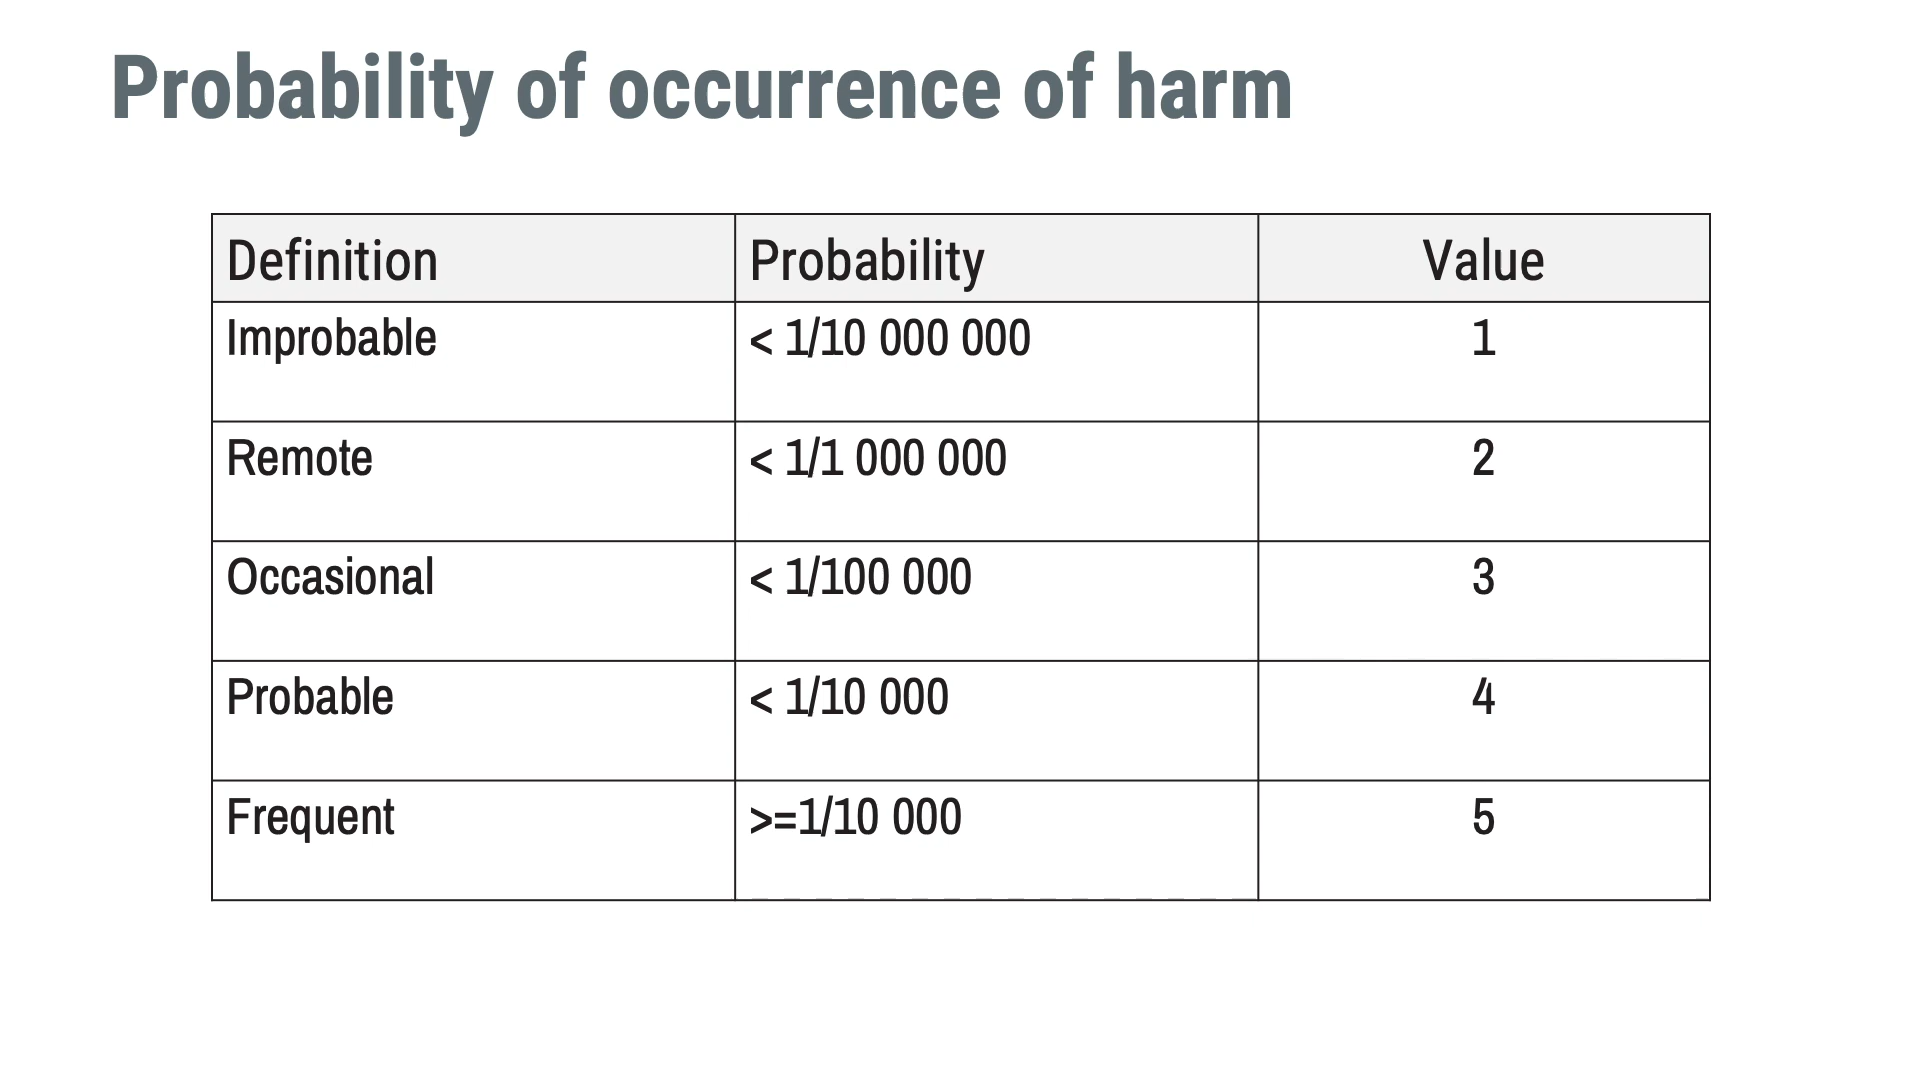 Probability of occurrence of harm
Definition Probability Value
Improbable < 1/10 000 000 1
Remote < 1/1 000 000 2
Occasional < 1/100 000 3
Probable < 1/10 000 4
Frequent >=1/10 000 5